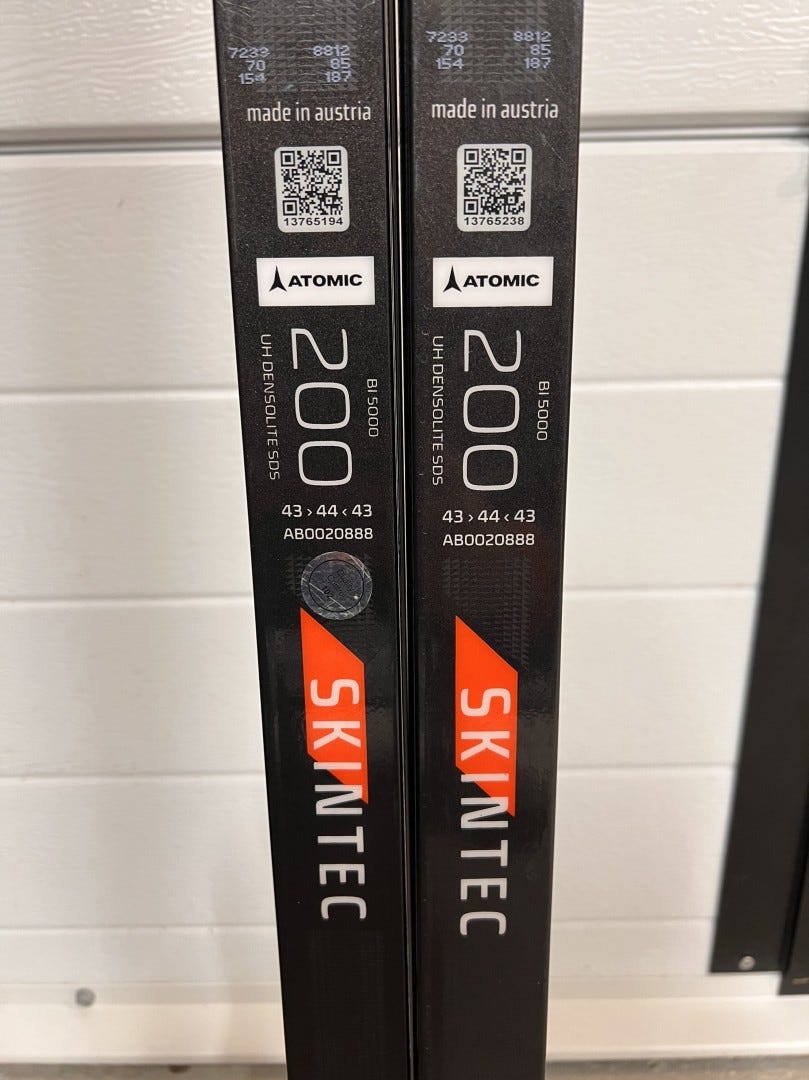 7233 8812
70 85
154 187
made in austria
13765194
ATOMIC
200
BI 5000
UH DENSOLITE SDS
43 › 44 ‹ 43
AB0020888
SKINTEC
7233 8812
70 85
154 187
made in austria
13765238
ATOMIC
200
BI 5000
UH DENSOLITE SDS
43 › 44 ‹ 43
AB0020888
SKINTEC